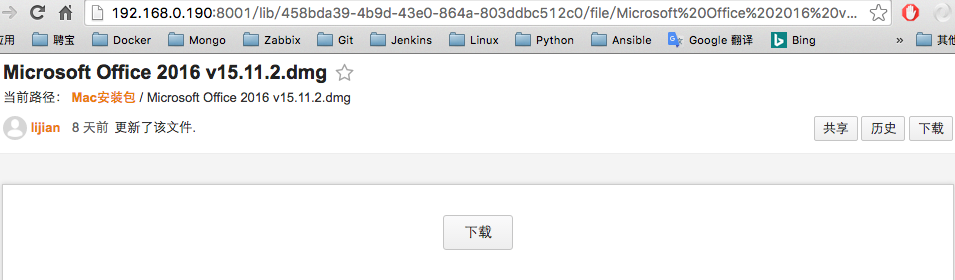 192.168.0.190:8001/lib/458bda39-4b9d-43e0-864a-803ddbc512c0/file/Microsoft%20Office%202016%20v...
应用 聘宝 Docker Mongo Zabbix Git Jenkins Linux Python Ansible Google 翻译 Bing » 其他
Microsoft Office 2016 v15.11.2.dmg
当前路径： Mac安装包 / Microsoft Office 2016 v15.11.2.dmg
lijian 8 天前 更新了该文件. 共享 历史 下载
下载